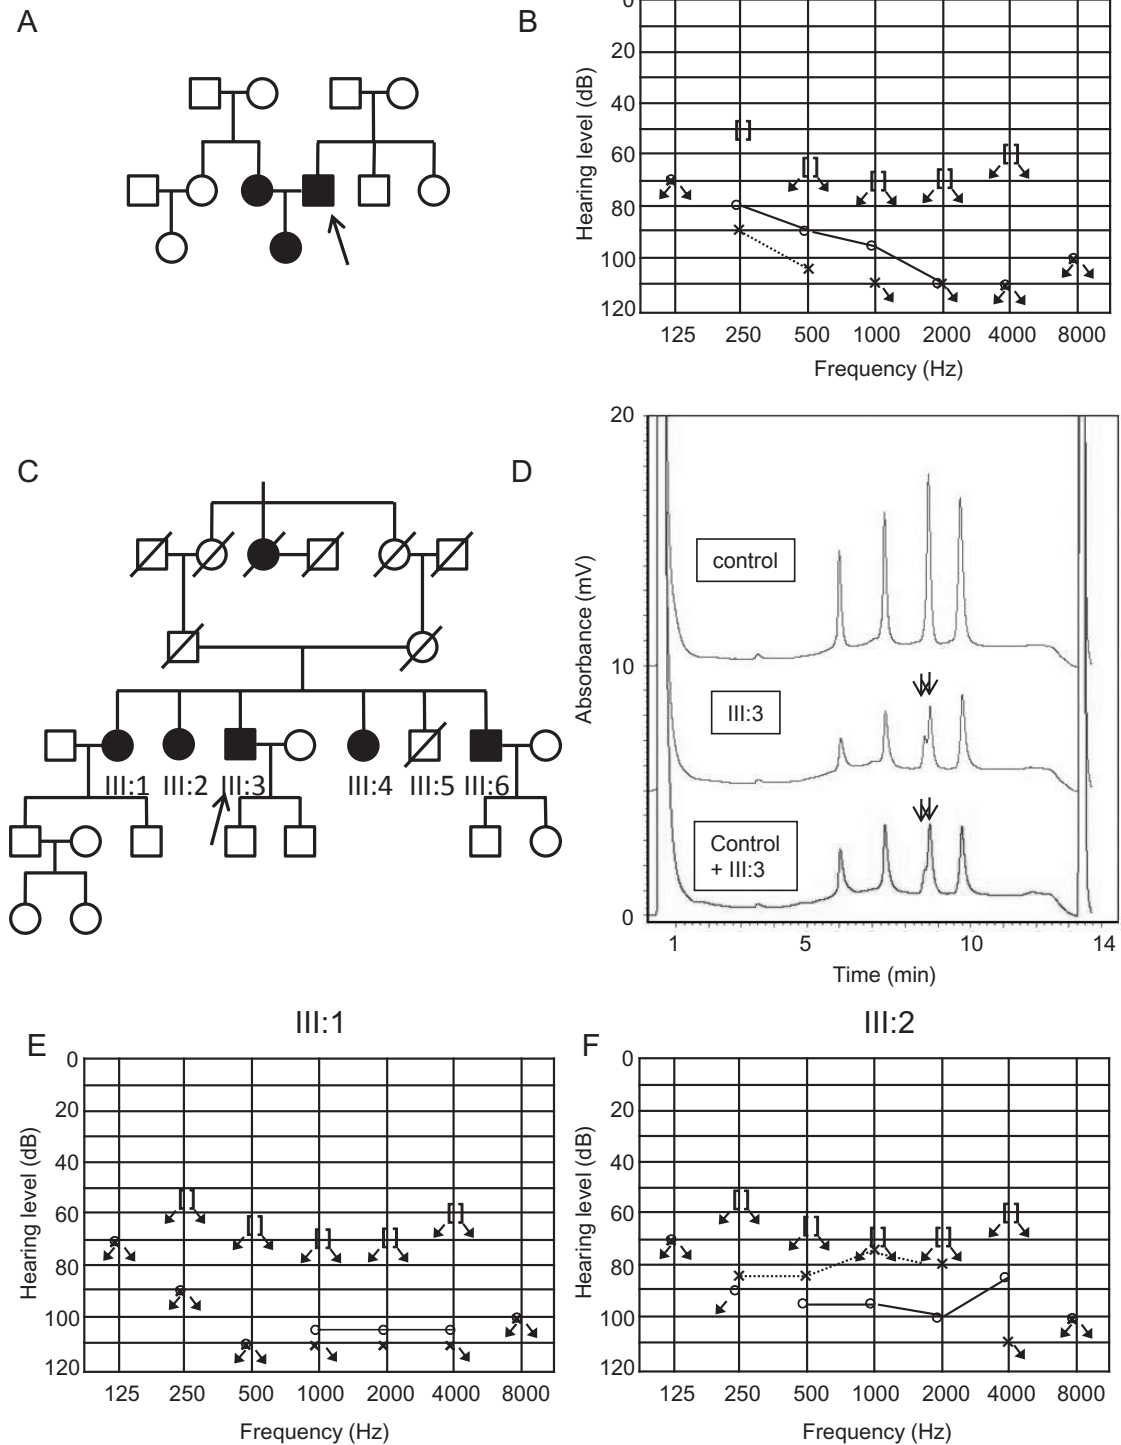 A
B
0
20
40
60
80
100
120
Hearing level (dB)
125 250 500 1000 2000 4000 8000
Frequency (Hz)
C
III:1 III:2 III:3 III:4 III:5 III:6
D
20
10
0
Absorbance (mV)
control
III:3
Control
+ III:3
1 5 10 14
Time (min)
E
III:1
0
20
40
60
80
100
120
Hearing level (dB)
125 250 500 1000 2000 4000 8000
Frequency (Hz)
F
III:2
0
20
40
60
80
100
120
Hearing level (dB)
125 250 500 1000 2000 4000 8000
Frequency (Hz)